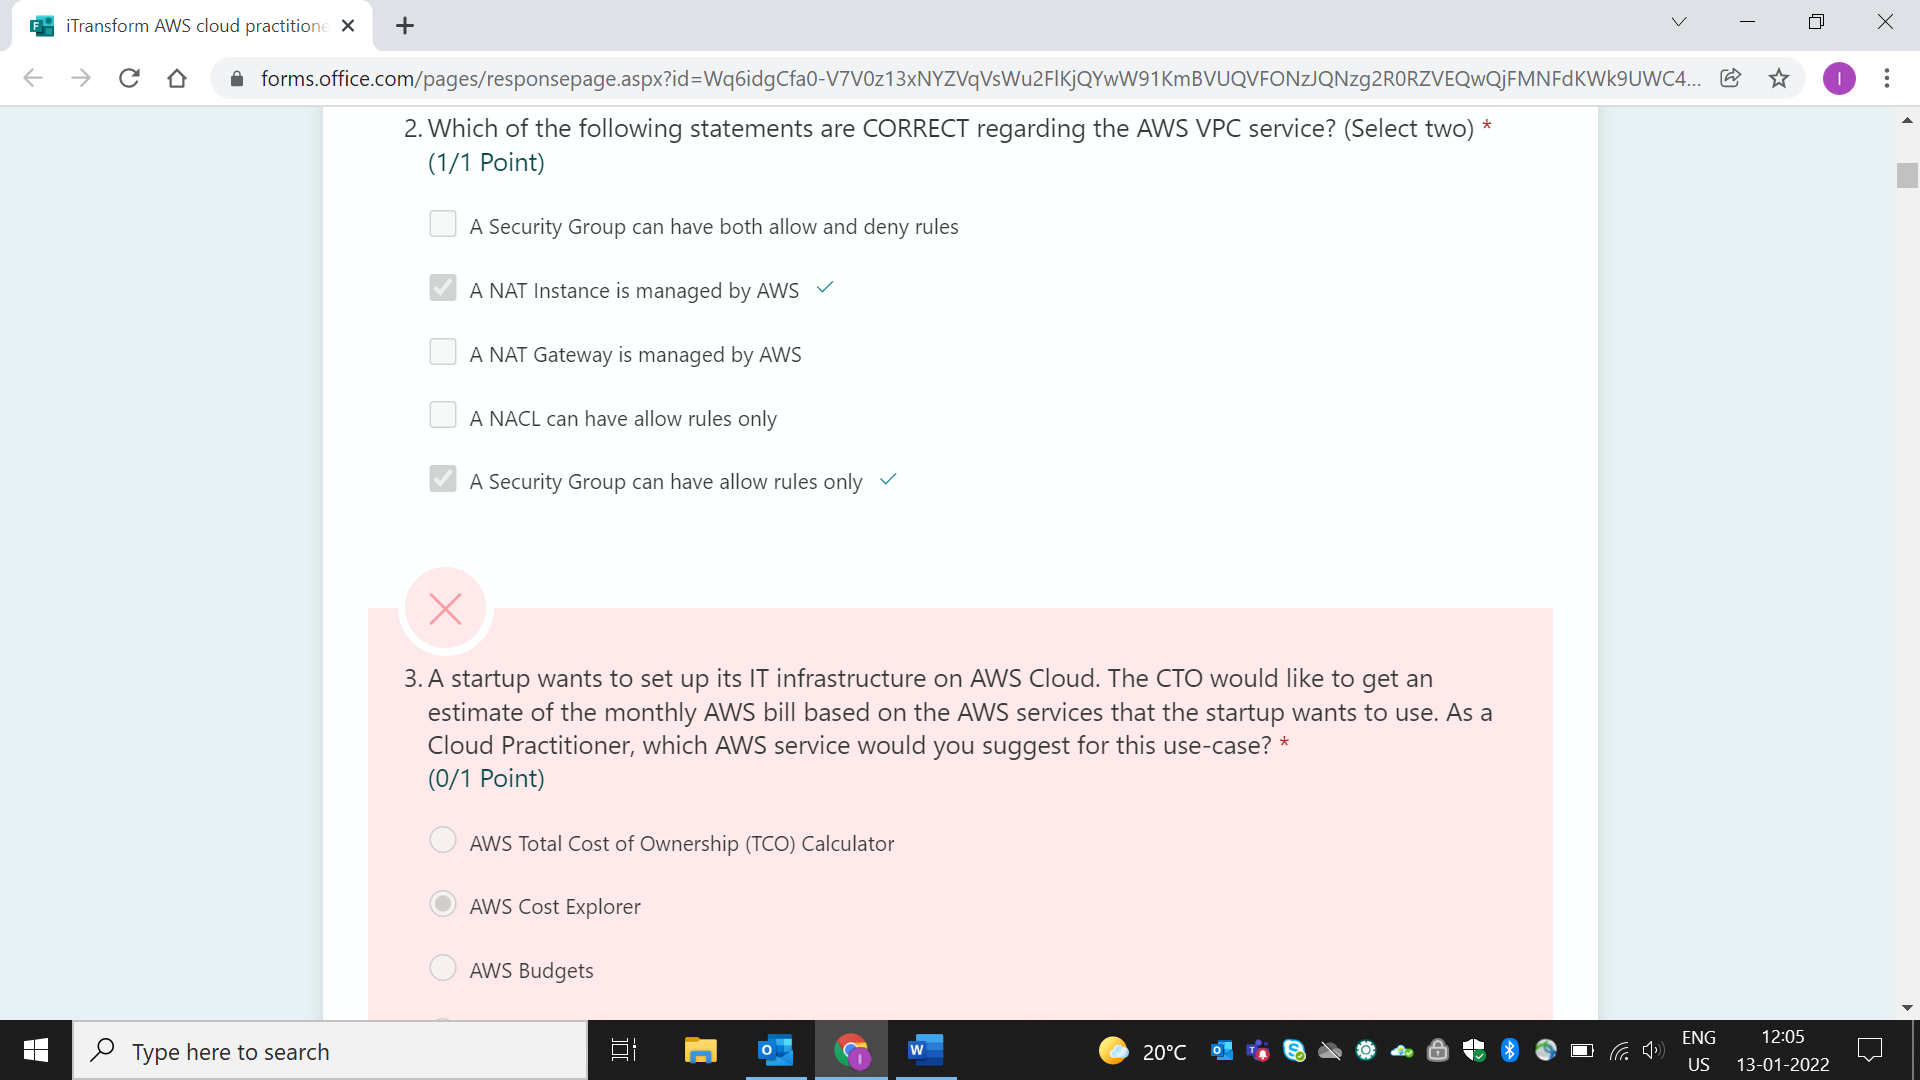 iTransform AWS cloud practitione
forms.office.com/pages/responsepage.aspx?id=Wq6idgCfa0-V7V0z13xNYZVqVsWu2FlKjQYwW91KmBVUQVFONzJQNzg2R0RZVEQwQjFMNFdKWk9UWC4...
I
2. Which of the following statements are CORRECT regarding the AWS VPC service? (Select two) *
(1/1 Point)
A Security Group can have both allow and deny rules
A NAT Instance is managed by AWS
A NAT Gateway is managed by AWS
A NACL can have allow rules only
A Security Group can have allow rules only
3. A startup wants to set up its IT infrastructure on AWS Cloud. The CTO would like to get an
estimate of the monthly AWS bill based on the AWS services that the startup wants to use. As a
Cloud Practitioner, which AWS service would you suggest for this use-case? *
(0/1 Point)
AWS Total Cost of Ownership (TCO) Calculator
AWS Cost Explorer
AWS Budgets
Type here to search
20°C
ENG
US
12:05
13-01-2022